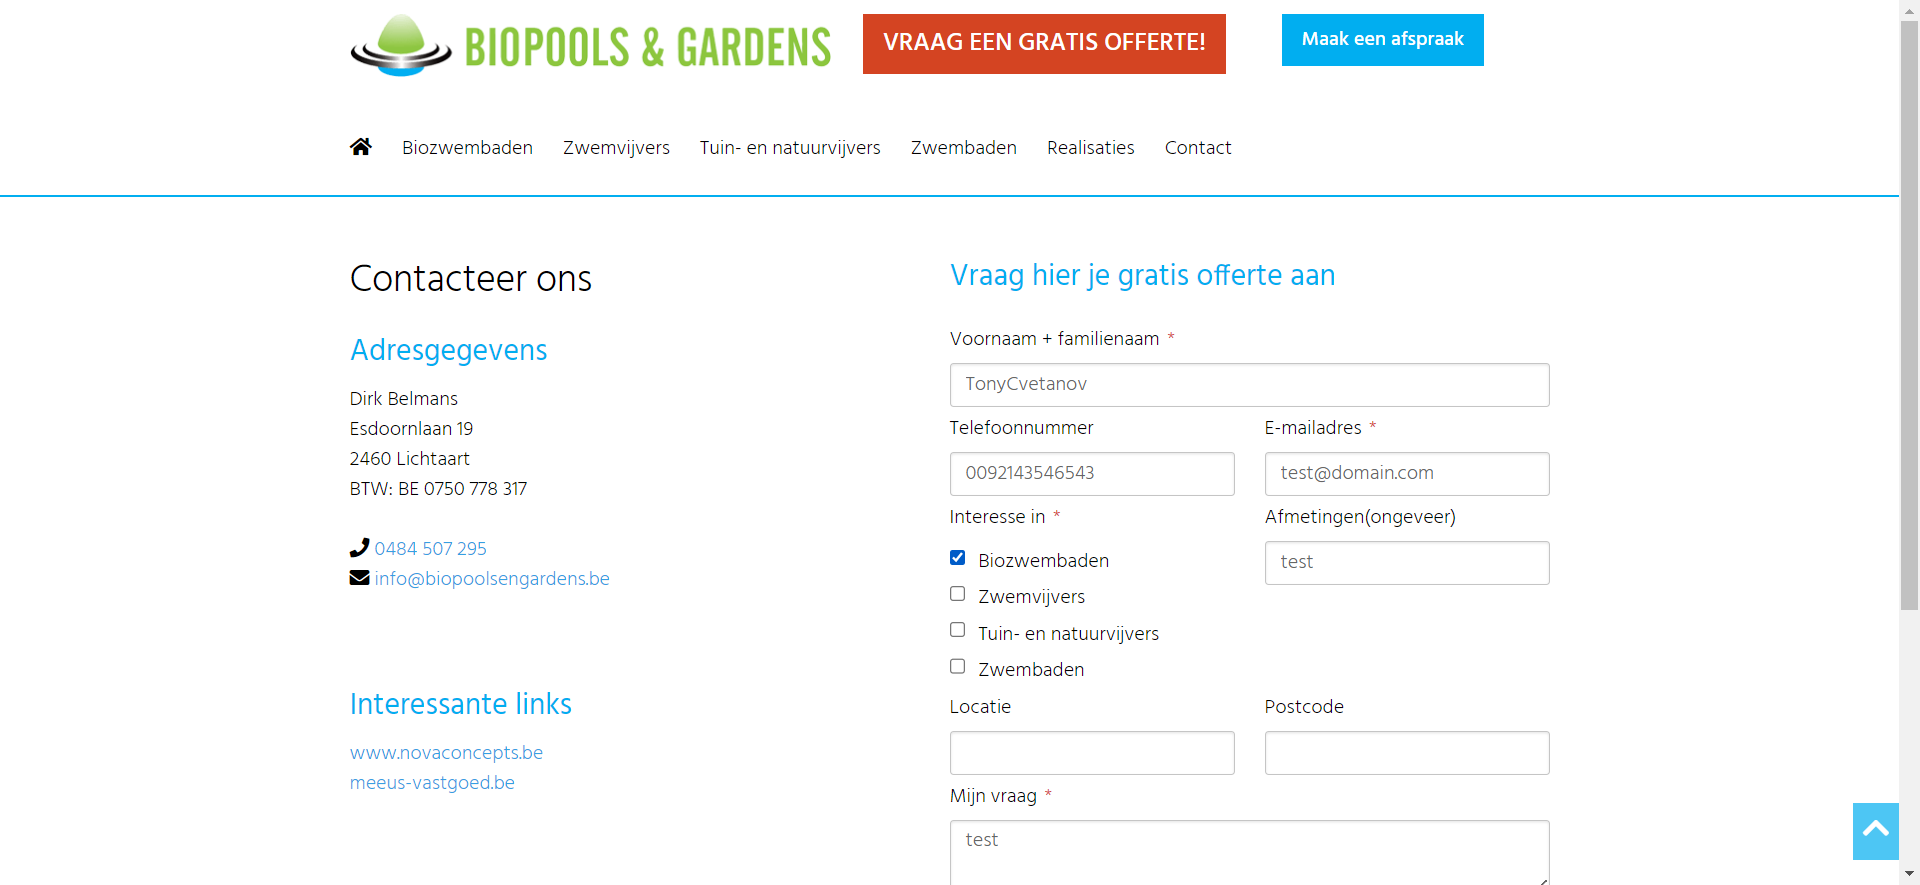 BIOPOOLS & GARDENS
VRAAG EEN GRATIS OFFERTE!
Maak een afspraak
Biozwembaden
Zwemvijvers
Tuin- en natuurvijvers
Zwembaden
Realisaties
Contact
Contacteer ons
Adresgegevens
Dirk Belmans
Esdoornlaan 19
2460 Lichtaart
BTW: BE 0750 778 317
0484 507 295
info@biopoolsengardens.be
Interessante links
www.novaconcepts.be
meeus-vastgoed.be
Vraag hier je gratis offerte aan
Voornaam + familienaam *
TonyCvetanov
Telefoonnummer
0092143546543
E-mailadres *
test@domain.com
Interesse in *
Biozwembaden
Zwemvijvers
Tuin- en natuurvijvers
Zwembaden
Afmetingen(ongeveer)
test
Locatie
Postcode
Mijn vraag *
test